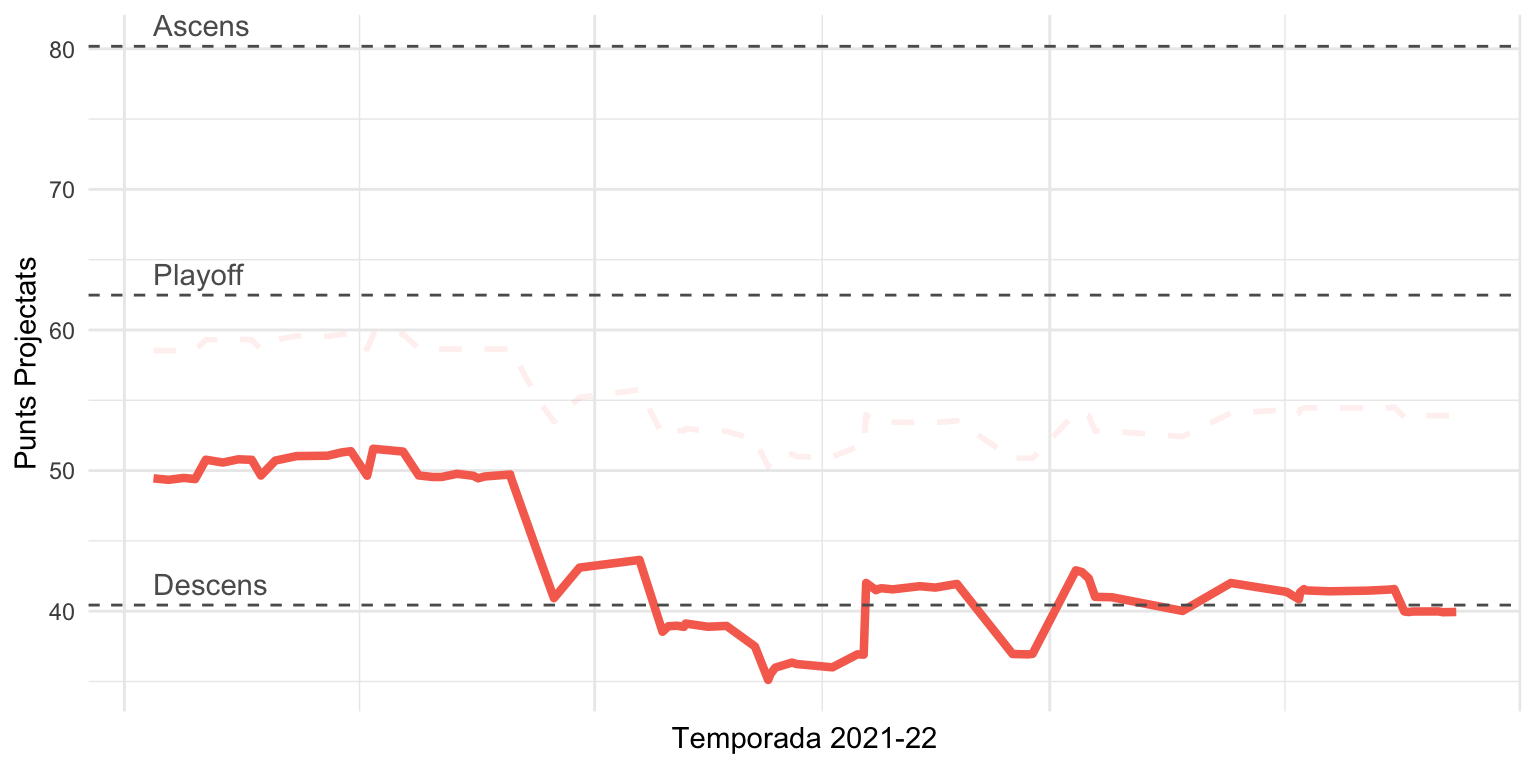 Ascens
80
70
Playoff
60
50
Descens
40
Punts Projectats
Temporada 2021-22